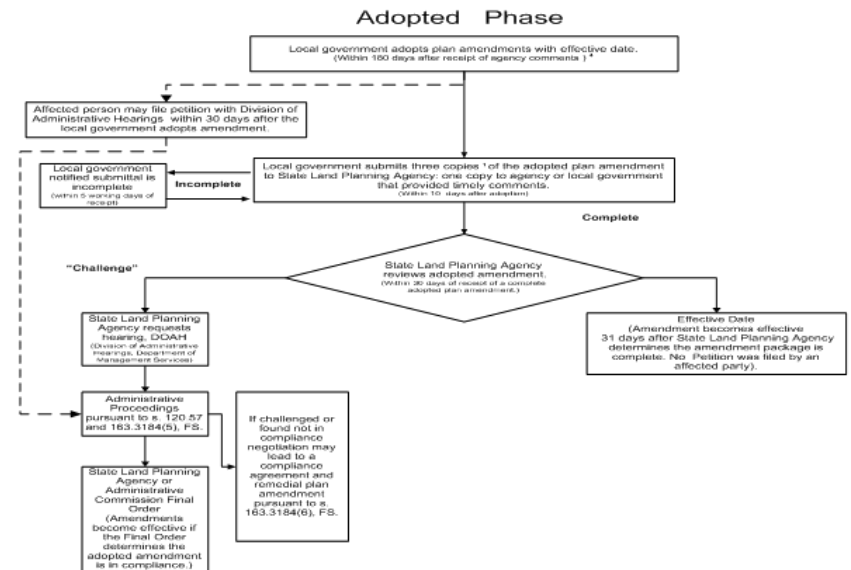 Adopted Phase
Local government adopts plan amendments with effective date.
(Within 180 days after receipt of agency comments ) *
Affected person may file petition with Division of
Administrative Hearings within 30 days after the
local government adopts amendment.
Local government
notified submittal is
incomplete
(within 5 working days of
receipt)
Incomplete
Local government submits three copies ¹ of the adopted plan amendment
to State Land Planning Agency: one copy to agency or local government
that provided timely comments.
(Within 10 days after adoption)
Complete
"Challenge"
State Land Planning Agency
reviews adopted amendment.
(Within 30 days of receipt of a complete
adopted plan amendment.)
State Land Planning
Agency requests
hearing, DOAH
(Division of Administrative
Hearings, Department of
Management Services)
Effective Date
(Amendment becomes effective
31 days after State Land Planning Agency
determines the amendment package is
complete. No Petition was filed by an
affected party).
Administrative
Proceedings
pursuant to s. 120.57
and 163.3184(5), FS.
If challenged or
found not in
compliance
negotiation may
lead to a
compliance
agreement and
remedial plan
amendment
pursuant to s.
163.3184(6), FS.
State Land Planning
Agency or
Administrative
Commission Final
Order
(Amendments
become effective if
the Final Order
determines the
adopted amendment
is in compliance.)